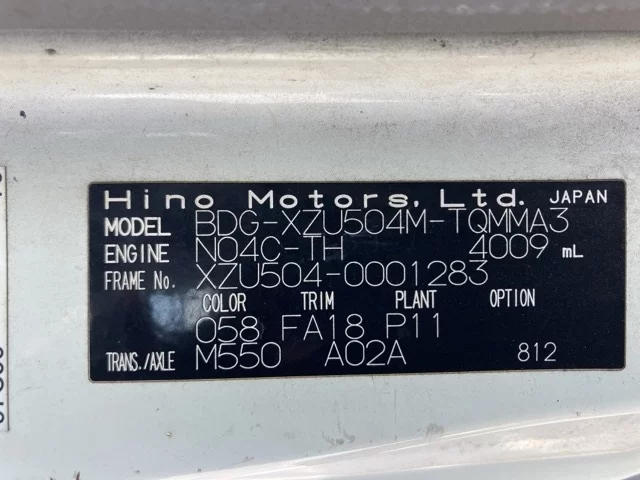 Hino Motors, Ltd. JAPAN
MODEL BDG-XZU504M-TQMMA3
ENGINE N04C-TH 4009 mL
FRAME No. XZU504-0001283
COLOR TRIM PLANT OPTION
058 FA18 P11
TRANS./AXLE M550 A02A 812